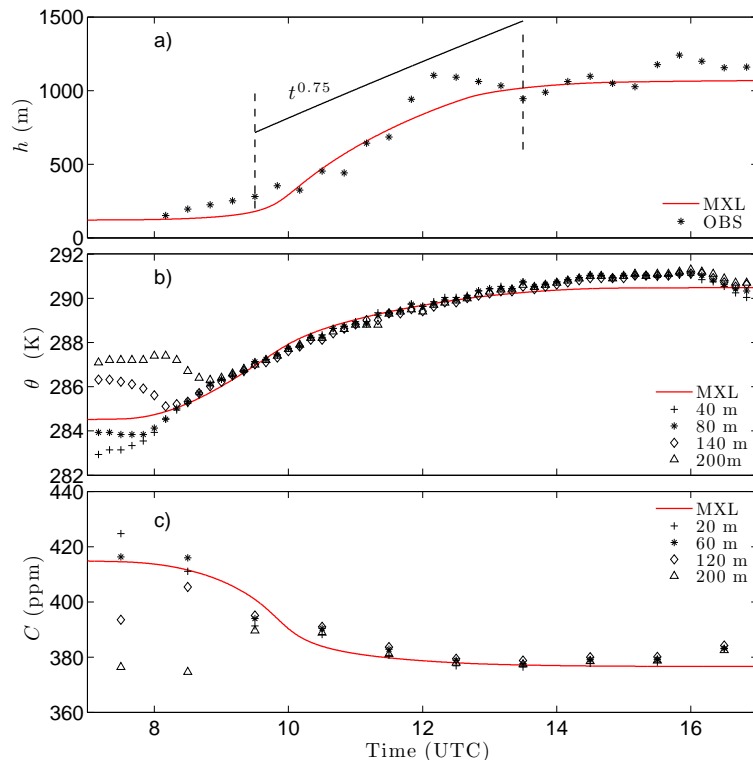 1500
a)
t^0.75
1000
h (m)
500
MXL
OBS
0
292
b)
290
288
θ (K)
286
MXL
40 m
80 m
284
140 m
200m
282
440
c)
MXL
20 m
420
60 m
120 m
C (ppm)
200 m
400
380
360
8 10 12 14 16
Time (UTC)